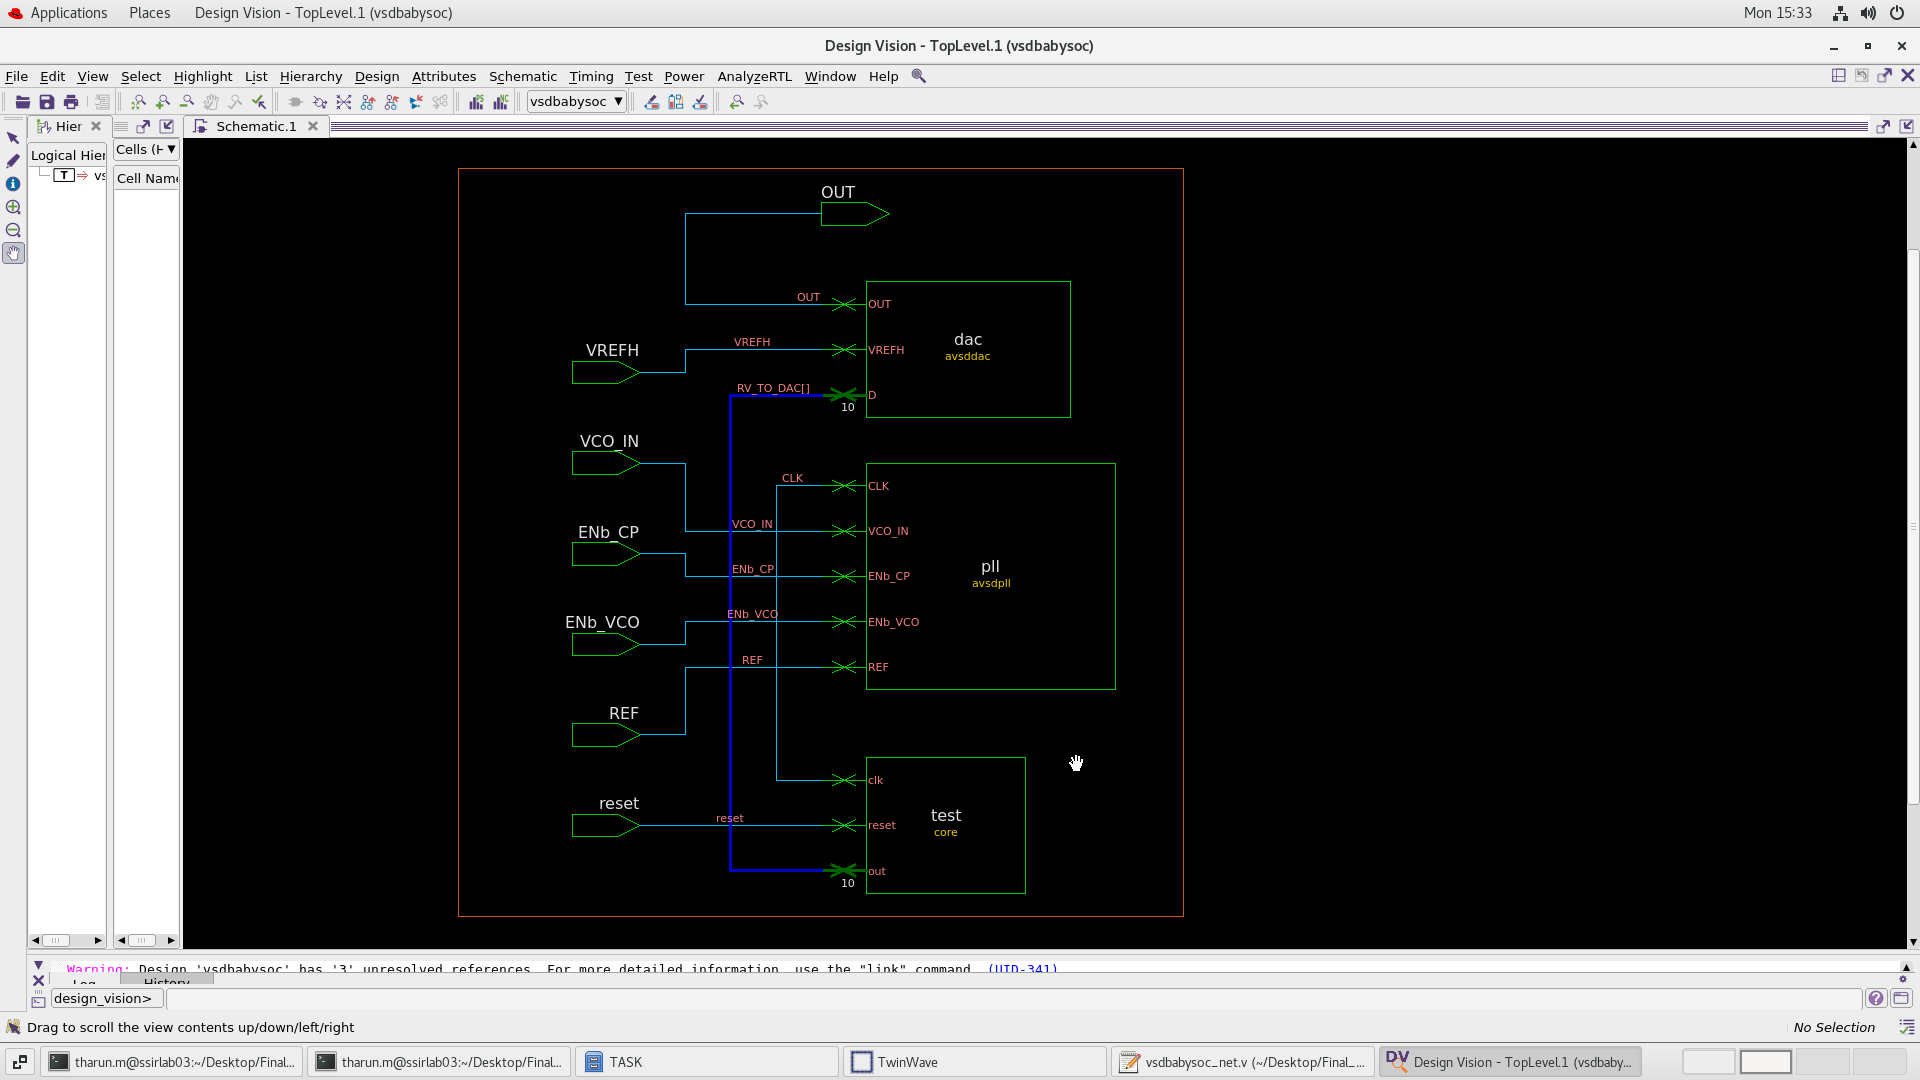 Applications Places Design Vision - TopLevel.1 (vsdbabysoc) Mon 15:33
Design Vision - TopLevel.1 (vsdbabysoc)
File Edit View Select Highlight List Hierarchy Design Attributes Schematic Timing Test Power AnalyzeRTL Window Help
vsdbabysoc
Hier Schematic.1
Logical Hier Cells (H
T vs Cell Name
OUT
OUT OUT
VREFH VREFH VREFH
dac
avsddac
RV_TO_DAC[] D
10
VCO_IN
CLK CLK
VCO_IN VCO_IN
ENb_CP
ENb_CP ENb_CP
pll
avsdpll
ENb_VCO
ENb_VCO ENb_VCO
REF REF
REF
clk
reset
reset reset
test
core
out
10
Warning: Design 'vsdbabysoc' has '3' unresolved references. For more detailed information, use the "link" command. (UID-341)
Log History
design_vision>
Drag to scroll the view contents up/down/left/right No Selection
tharun.m@ssirlab03:~/Desktop/Final... tharun.m@ssirlab03:~/Desktop/Final... TASK TwinWave vsdbabysoc_net.v (~/Desktop/Final_... DV Design Vision - TopLevel.1 (vsdbaby...